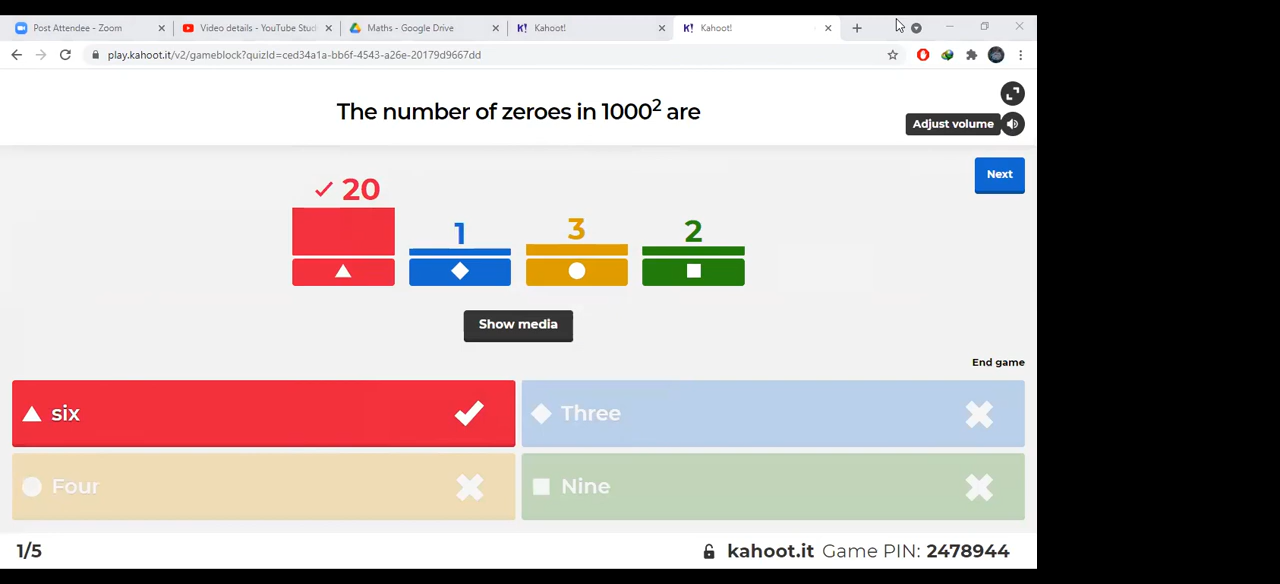 Post Attendee - Zoom
Video details - YouTube Stud
Maths - Google Drive
K! Kahoot!
K! Kahoot!
play.kahoot.it/v2/gameblock?quizId=ced34a1a-bb6f-4543-a26e-20179d9667dd
The number of zeroes in 1000² are
Adjust volume
Next
20
1
3
2
Show media
End game
six
Three
Four
Nine
1/5
kahoot.it Game PIN: 2478944